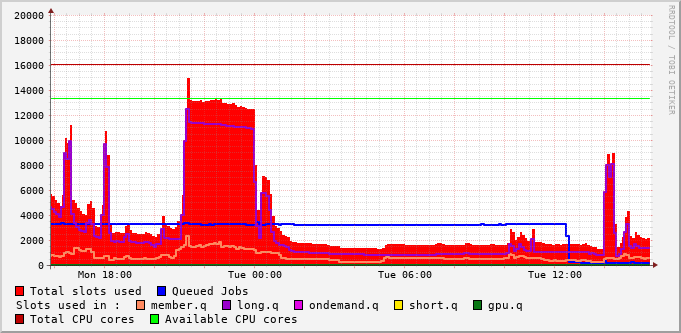 20000
18000
16000
14000
12000
10000
8000
6000
4000
2000
0
Mon 18:00 Tue 00:00 Tue 06:00 Tue 12:00
Total slots used Queued Jobs
Slots used in : member.q long.q ondemand.q short.q gpu.q
Total CPU cores Available CPU cores
RRDTOOL / TOBI OETIKER